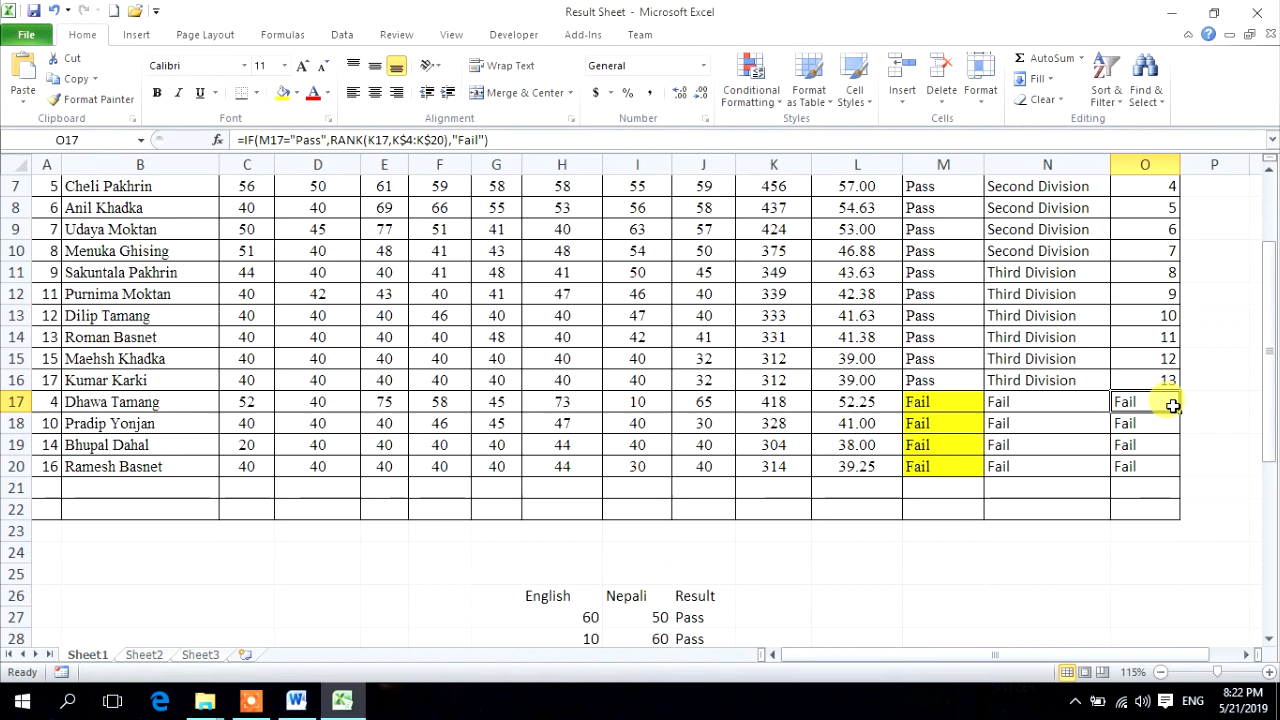 Result Sheet - Microsoft Excel
File Home Insert Page Layout Formulas Data Review View Developer Add-Ins Team
Paste
Cut
Copy
Format Painter
Clipboard
Calibri 11
B I U
Font
Wrap Text
Merge & Center
Alignment
General
$ % ,
Number
Conditional Formatting
Format as Table
Cell Styles
Styles
Insert Delete Format
Cells
AutoSum
Fill
Clear
Sort & Filter
Find & Select
Editing
O17 fx =IF(M17="Pass",RANK(K17,K$4:K$20),"Fail")
A B C D E F G H I J K L M N O P
7 5 Cheli Pakhrin 56 50 61 59 58 58 55 59 456 57.00 Pass Second Division 4
8 6 Anil Khadka 40 40 69 66 55 53 56 58 437 54.63 Pass Second Division 5
9 7 Udaya Moktan 50 45 77 51 41 40 63 57 424 53.00 Pass Second Division 6
10 8 Menuka Ghising 51 40 48 41 43 48 54 50 375 46.88 Pass Second Division 7
11 9 Sakuntala Pakhrin 44 40 40 41 48 41 50 45 349 43.63 Pass Third Division 8
12 11 Purnima Moktan 40 42 43 40 41 47 46 40 339 42.38 Pass Third Division 9
13 12 Dilip Tamang 40 40 40 46 40 40 47 40 333 41.63 Pass Third Division 10
14 13 Roman Basnet 40 40 40 40 48 40 42 41 331 41.38 Pass Third Division 11
15 15 Maehsh Khadka 40 40 40 40 40 40 40 32 312 39.00 Pass Third Division 12
16 17 Kumar Karki 40 40 40 40 40 40 40 32 312 39.00 Pass Third Division 13
17 4 Dhawa Tamang 52 40 75 58 45 73 10 65 418 52.25 Fail Fail Fail
18 10 Pradip Yonjan 40 40 40 46 45 47 40 30 328 41.00 Fail Fail Fail
19 14 Bhupal Dahal 20 40 40 40 40 44 40 40 304 38.00 Fail Fail Fail
20 16 Ramesh Basnet 40 40 40 40 40 44 30 40 314 39.25 Fail Fail Fail
21
22
23
24
25
26 English Nepali Result
27 60 50 Pass
28 10 60 Pass
Sheet1 Sheet2 Sheet3
Ready 115%
ENG 8:22 PM
5/21/2019